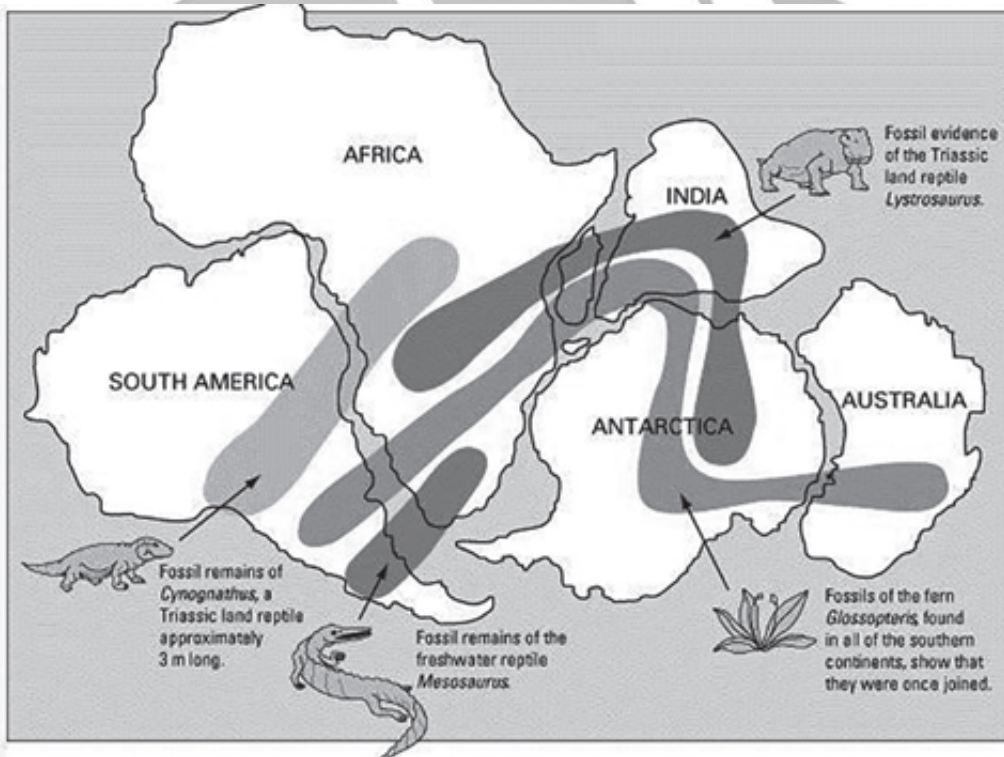 AFRICA
INDIA
Fossil evidence
of the Triassic
land reptile
Lystrosaurus.
SOUTH AMERICA
ANTARCTICA
AUSTRALIA
Fossil remains of
Cynognathus, a
Triassic land reptile
approximately
3 m long.
Fossil remains of the
freshwater reptile
Mesosaurus.
Fossils of the fern
Glossopteris, found
in all of the southern
continents, show that
they were once joined.